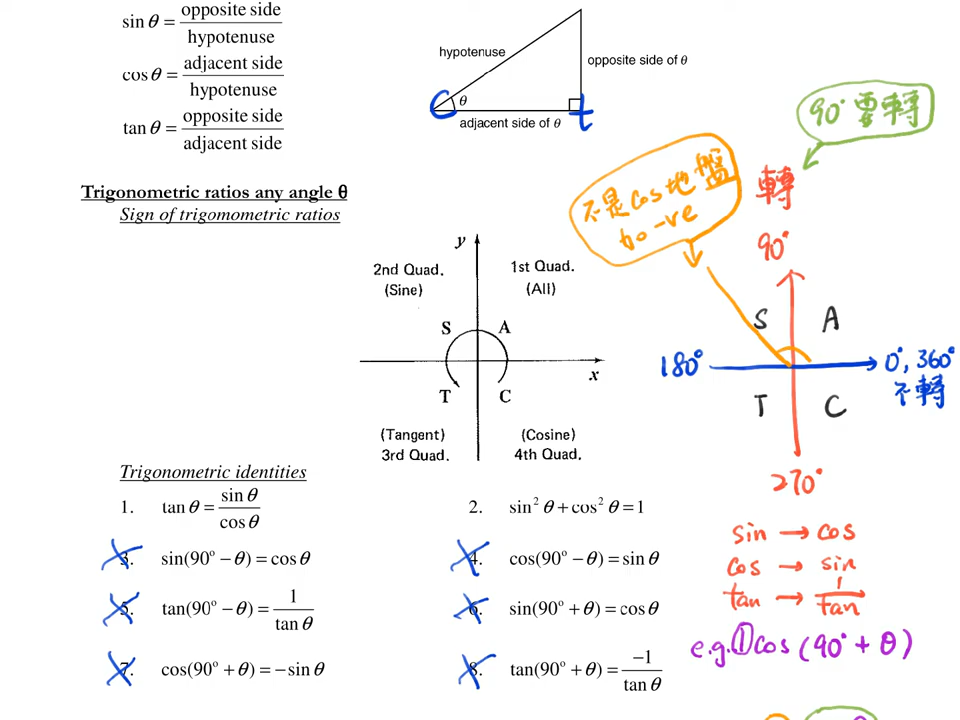 sin θ = opposite side / hypotenuse
cos θ = adjacent side / hypotenuse
tan θ = opposite side / adjacent side
hypotenuse
opposite side of θ
θ
adjacent side of θ
c
t
90° 要轉
Trigonometric ratios any angle θ
Sign of trigomometric ratios
不是cos地盤
to -ve
轉
90°
y
2nd Quad.
(Sine)
1st Quad.
(All)
S
A
T
C
x
(Tangent)
3rd Quad.
(Cosine)
4th Quad.
S
A
180°
0°, 360°
不轉
T
C
270°
Trigonometric identities
1. tan θ = sin θ / cos θ
2. sin² θ + cos² θ = 1
3. sin(90° − θ) = cos θ
4. cos(90° − θ) = sin θ
5. tan(90° − θ) = 1 / tan θ
6. sin(90° + θ) = cos θ
7. cos(90° + θ) = −sin θ
8. tan(90° + θ) = −1 / tan θ
sin → cos
cos → sin
tan → 1 / tan
e.g. ① cos (90° + θ)